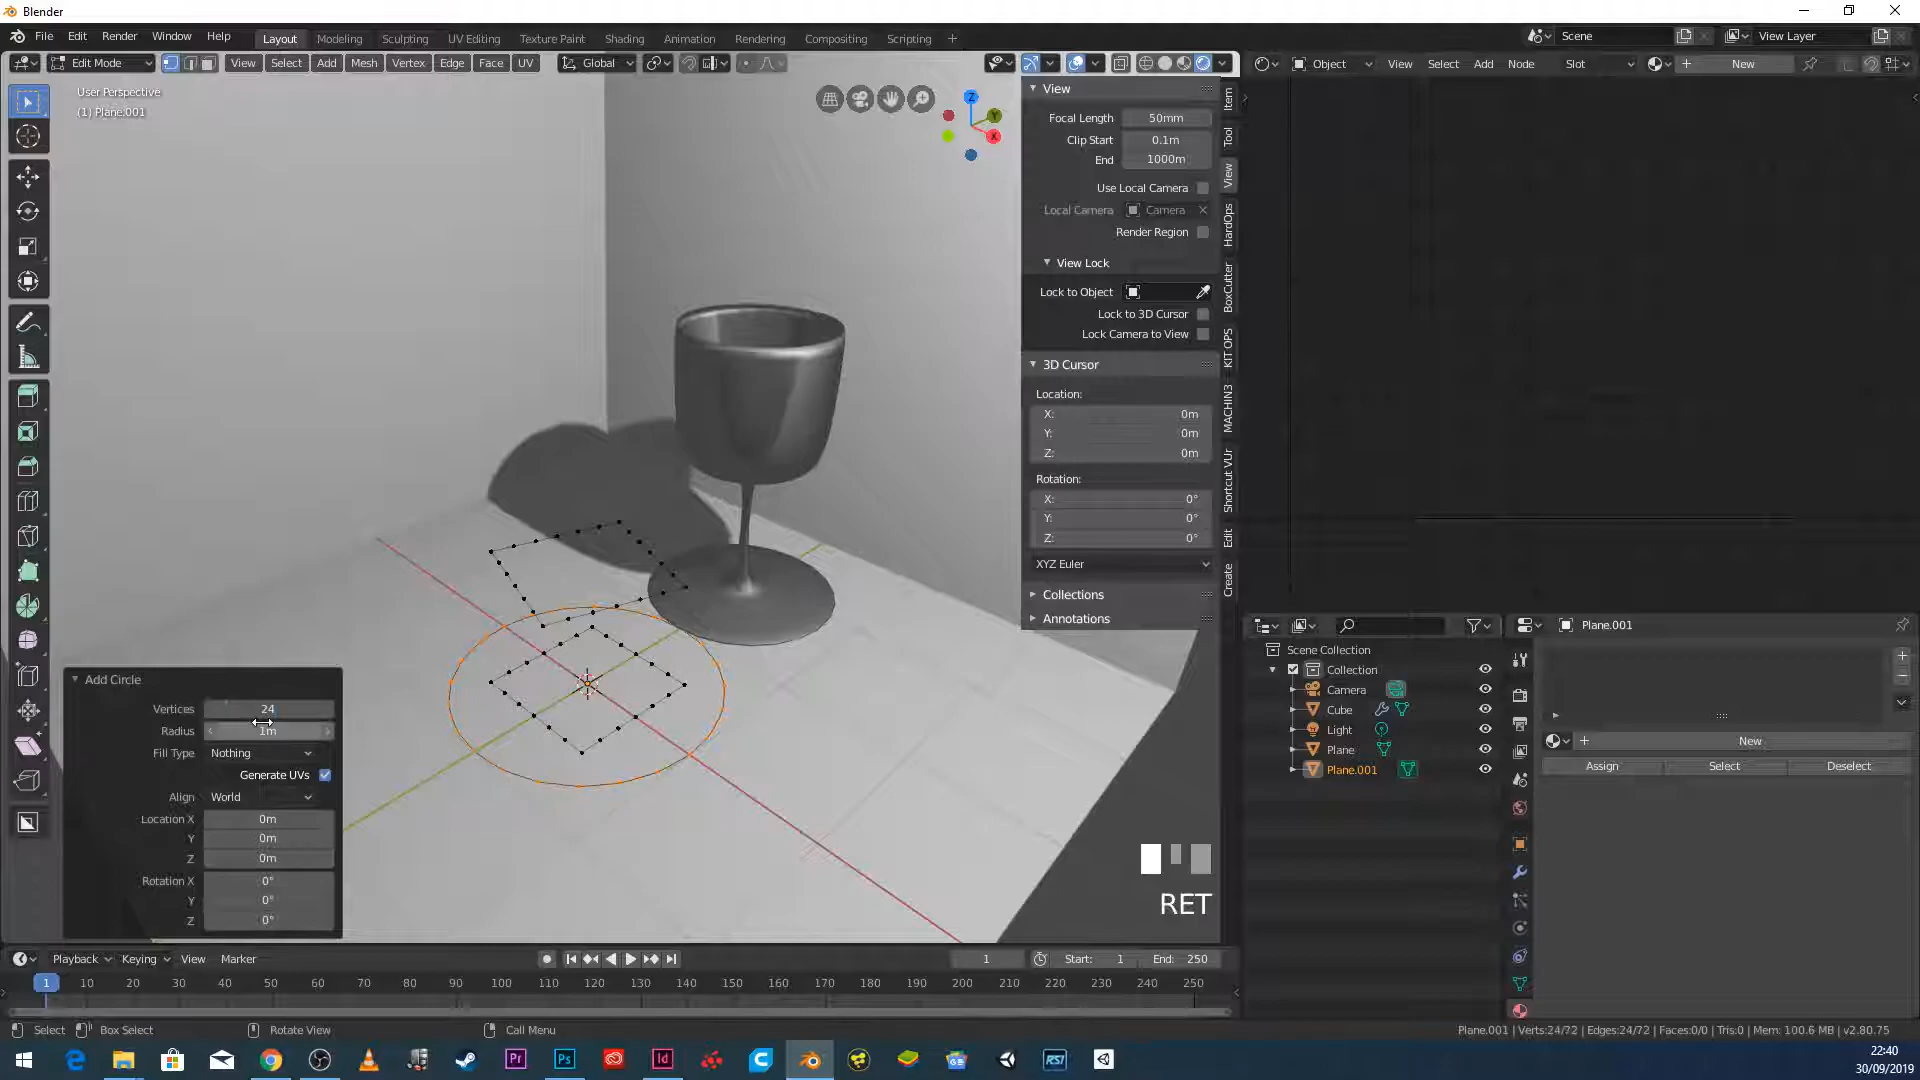 Blender
File Edit Render Window Help
Layout Modeling Sculpting UV Editing Texture Paint Shading Animation Rendering Compositing Scripting +
Scene
View Layer
Edit Mode View Select Add Mesh Vertex Edge Face UV Global
Object View Select Add Node Slot New
User Perspective
(1) Plane.001
Z
Y
X
View
Focal Length 50mm
Clip Start 0.1m
End 1000m
Use Local Camera
Local Camera Camera
Render Region
View Lock
Lock to Object
Lock to 3D Cursor
Lock Camera to View
3D Cursor
Location:
X: 0m
Y: 0m
Z: 0m
Rotation:
X: 0°
Y: 0°
Z: 0°
XYZ Euler
Collections
Annotations
Item
Tool
View
HardOps
BoxCutter
KIT OPS
MACHIN3
Shortcut VUr
Edit
Create
Add Circle
Vertices 24
Radius 1m
Fill Type Nothing
Generate UVs
Align World
Location X 0m
Y 0m
Z 0m
Rotation X 0°
Y 0°
Z 0°
RET
Scene Collection
Collection
Camera
Cube
Light
Plane
Plane.001
Plane.001
New
Assign Select Deselect
Playback Keying View Marker
1 Start: 1 End: 250
1 10 20 30 40 50 60 70 80 90 100 110 120 130 140 150 160 170 180 190 200 210 220 230 240 250
Select Box Select Rotate View Call Menu
Plane.001 | Verts:24/72 | Edges:24/72 | Faces:0/0 | Tris:0 | Mem: 100.6 MB | v2.80.75
Pr Ps Id RSI
22:40
30/09/2019